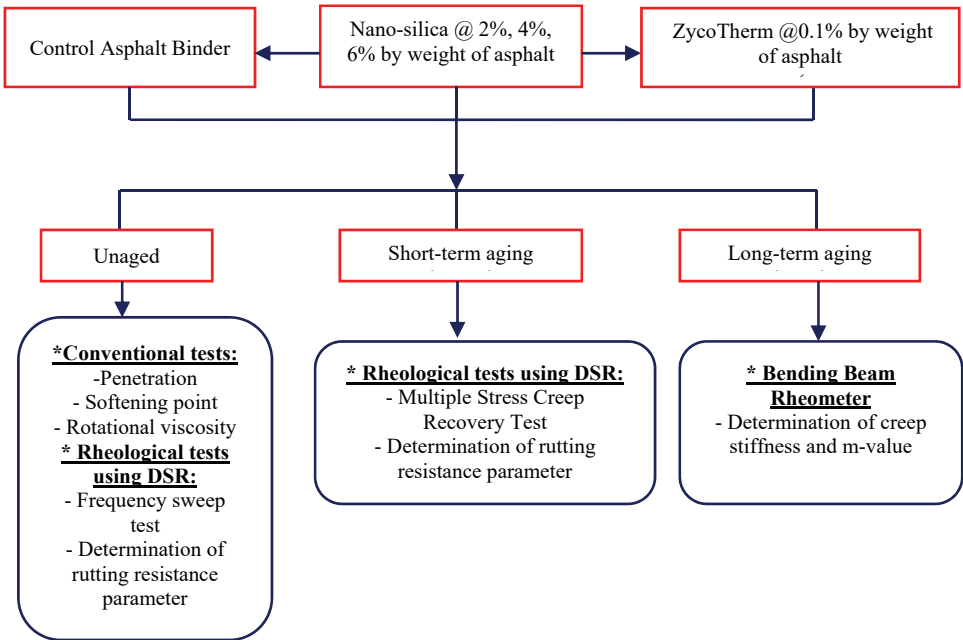 Control Asphalt Binder
Nano-silica @ 2%, 4%,
6% by weight of asphalt
ZycoTherm @0.1% by weight
of asphalt
Unaged
Short-term aging
Long-term aging
*Conventional tests:
-Penetration
- Softening point
- Rotational viscosity
* Rheological tests
using DSR:
- Frequency sweep
test
- Determination of
rutting resistance
parameter
* Rheological tests using DSR:
- Multiple Stress Creep
Recovery Test
- Determination of rutting
resistance parameter
* Bending Beam
Rheometer
- Determination of creep
stiffness and m-value